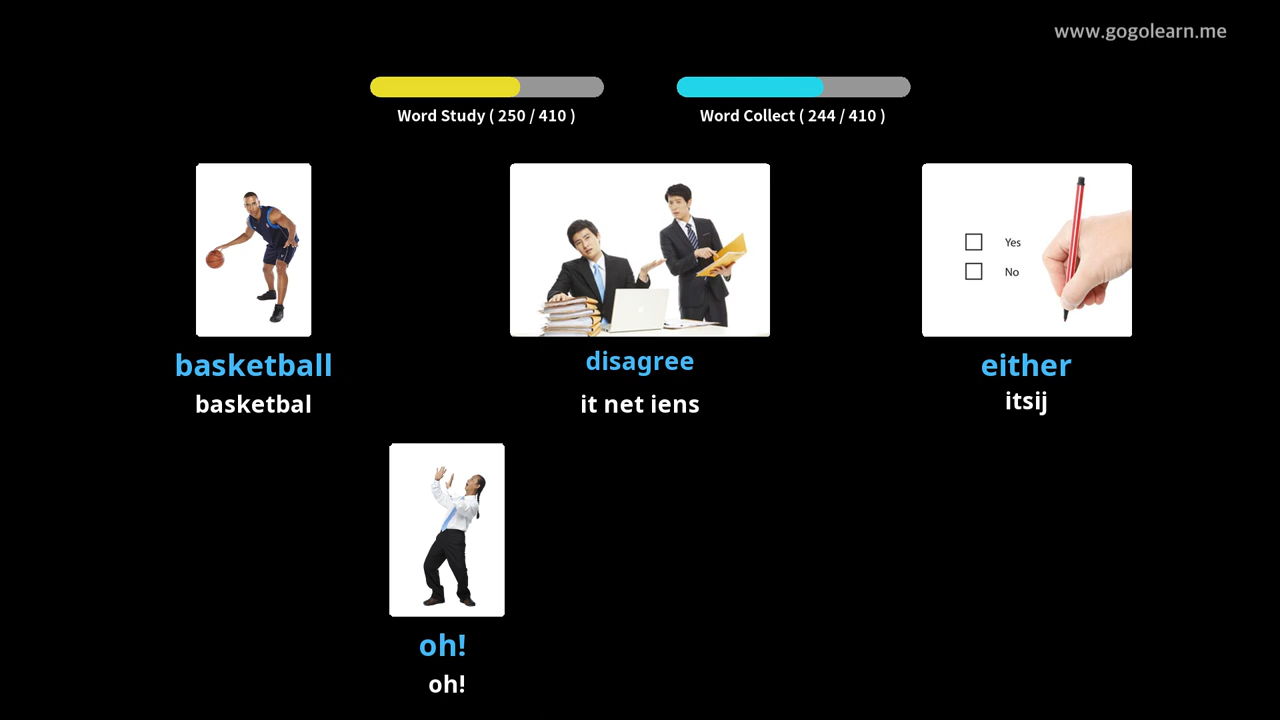 www.gogolearn.me
Word Study ( 250 / 410 )
Word Collect ( 244 / 410 )
Yes
No
basketball
disagree
either
basketbal
it net iens
itsij
oh!
oh!